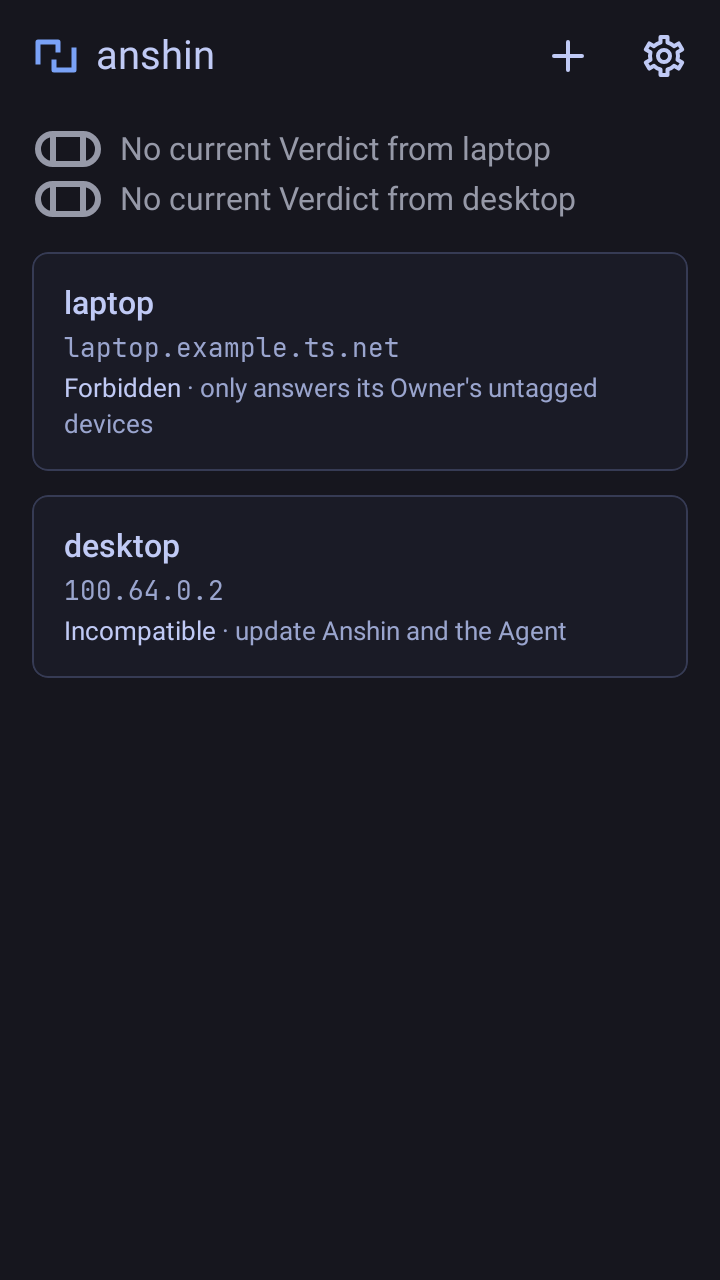 anshin
No current Verdict from laptop
No current Verdict from desktop
laptop
laptop.example.ts.net
Forbidden · only answers its Owner's untagged
devices
desktop
100.64.0.2
Incompatible · update Anshin and the Agent